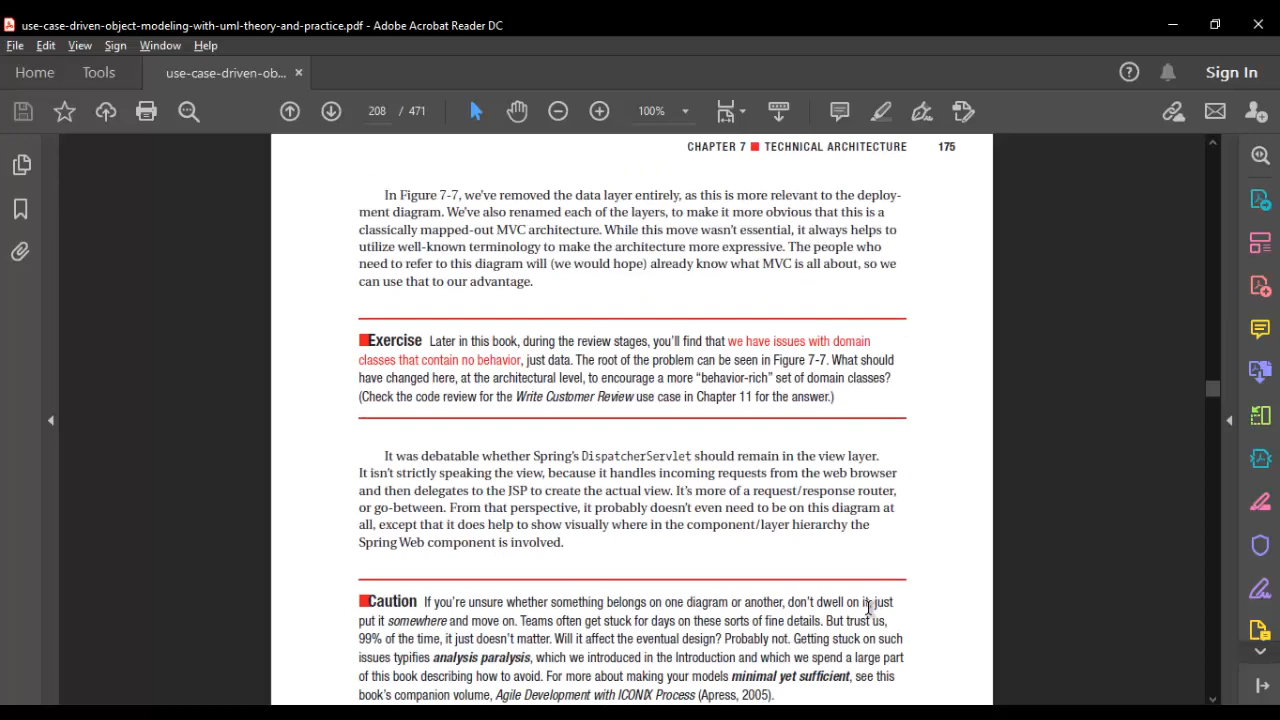 use-case-driven-object-modeling-with-uml-theory-and-practice.pdf - Adobe Acrobat Reader DC
File Edit View Sign Window Help
Home Tools use-case-driven-ob... × Sign In
208 / 471 100%
CHAPTER 7 ■ TECHNICAL ARCHITECTURE 175
In Figure 7-7, we've removed the data layer entirely, as this is more relevant to the deploy-
ment diagram. We've also renamed each of the layers, to make it more obvious that this is a
classically mapped-out MVC architecture. While this move wasn't essential, it always helps to
utilize well-known terminology to make the architecture more expressive. The people who
need to refer to this diagram will (we would hope) already know what MVC is all about, so we
can use that to our advantage.
■Exercise Later in this book, during the review stages, you'll find that we have issues with domain
classes that contain no behavior, just data. The root of the problem can be seen in Figure 7-7. What should
have changed here, at the architectural level, to encourage a more "behavior-rich" set of domain classes?
(Check the code review for the Write Customer Review use case in Chapter 11 for the answer.)
It was debatable whether Spring's DispatcherServlet should remain in the view layer.
It isn't strictly speaking the view, because it handles incoming requests from the web browser
and then delegates to the JSP to create the actual view. It's more of a request/response router,
or go-between. From that perspective, it probably doesn't even need to be on this diagram at
all, except that it does help to show visually where in the component/layer hierarchy the
Spring Web component is involved.
■Caution If you're unsure whether something belongs on one diagram or another, don't dwell on it; just
put it somewhere and move on. Teams often get stuck for days on these sorts of fine details. But trust us,
99% of the time, it just doesn't matter. Will it affect the eventual design? Probably not. Getting stuck on such
issues typifies analysis paralysis, which we introduced in the Introduction and which we spend a large part
of this book describing how to avoid. For more about making your models minimal yet sufficient, see this
book's companion volume, Agile Development with ICONIX Process (Apress, 2005).